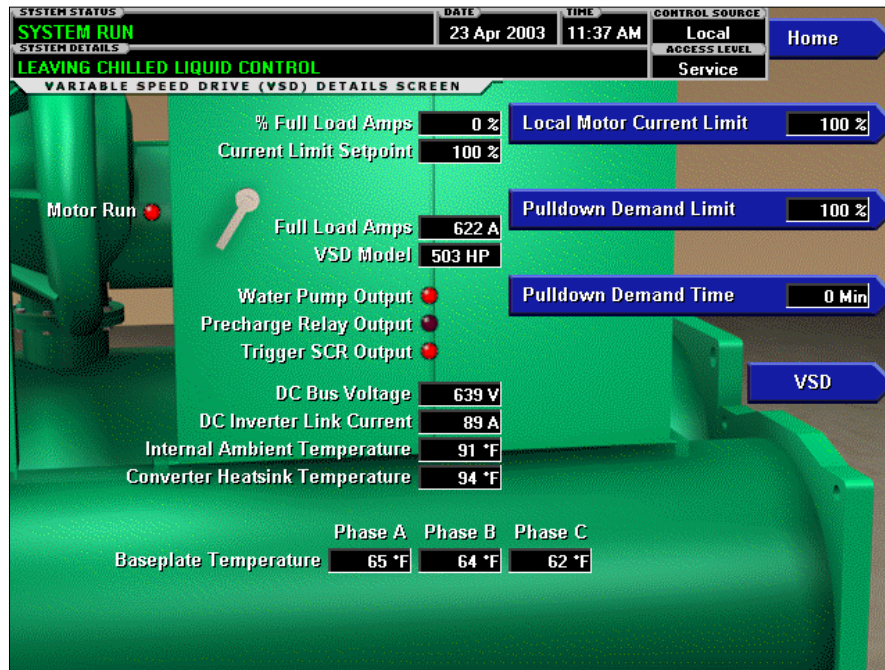 SYSTEM STATUS
SYSTEM RUN
DATE
23 Apr 2003
TIME
11:37 AM
CONTROL SOURCE
Local
Home
SYSTEM DETAILS
LEAVING CHILLED LIQUID CONTROL
ACCESS LEVEL
Service
VARIABLE SPEED DRIVE (VSD) DETAILS SCREEN
% Full Load Amps 0 %
Local Motor Current Limit 100 %
Current Limit Setpoint 100 %
Motor Run
Pulldown Demand Limit 100 %
Full Load Amps 622 A
VSD Model 503 HP
Water Pump Output
Pulldown Demand Time 0 Min
Precharge Relay Output
Trigger SCR Output
VSD
DC Bus Voltage 639 V
DC Inverter Link Current 89 A
Internal Ambient Temperature 91 °F
Converter Heatsink Temperature 94 °F
Phase A Phase B Phase C
Baseplate Temperature 65 °F 64 °F 62 °F